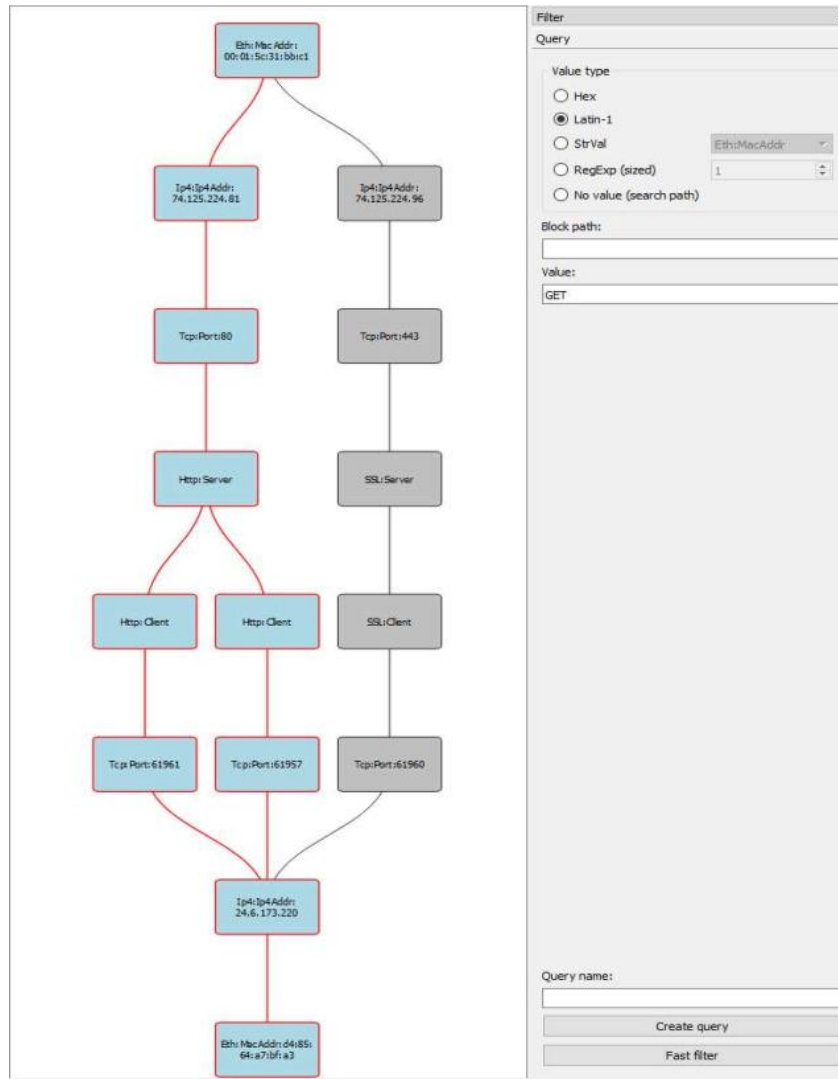 Eth:MacAddr:
00:01:5c:31:bb:c1
Ip4:Ip4Addr:
74.125.224.81
Ip4:Ip4Addr:
74.125.224.96
Tcp:Port:80
Tcp:Port:443
Http:Server
SSL:Server
Http:Client
Http:Client
SSL:Client
Tcp:Port:61961
Tcp:Port:61957
Tcp:Port:61960
Ip4:Ip4Addr:
24.6.173.220
Eth:MacAddr:d4:85:
64:a7:bf:a3
Filter
Query
Value type
Hex
Latin-1
StrVal
Eth:MacAddr
RegExp (sized)
1
No value (search path)
Block path:
Value:
GET
Query name:
Create query
Fast filter